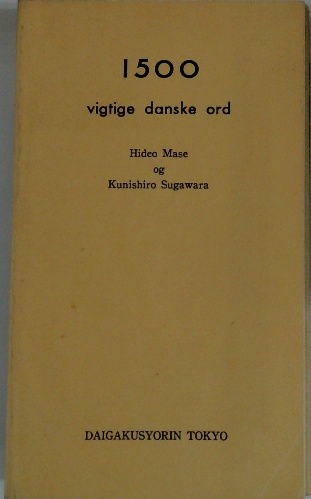 1500
vigtige danske ord
Hideo Mase
og
Kunishiro Sugawara
DAIGAKUSYORIN TOKYO